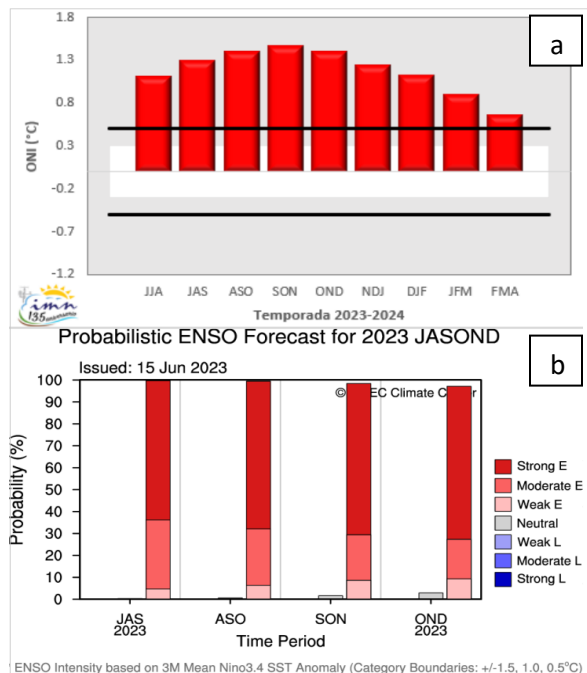 1.8
a
1.3
0.8
0.3
-0.2
-0.7
-1.2
ONI (°C)
JJA JAS ASO SON OND NDJ DJF JFM FMA
imn
135 aniversario
Temporada 2023-2024
Probabilistic ENSO Forecast for 2023 JASOND
b
Issued: 15 Jun 2023
© EC Climate C
100
90
80
70
60
50
40
30
20
10
0
Probability (%)
Strong E
Moderate E
Weak E
Neutral
Weak L
Moderate L
Strong L
JAS ASO SON OND
2023 2023
Time Period
ENSO Intensity based on 3M Mean Nino3.4 SST Anomaly (Category Boundaries: +/-1.5, 1.0, 0.5°C)